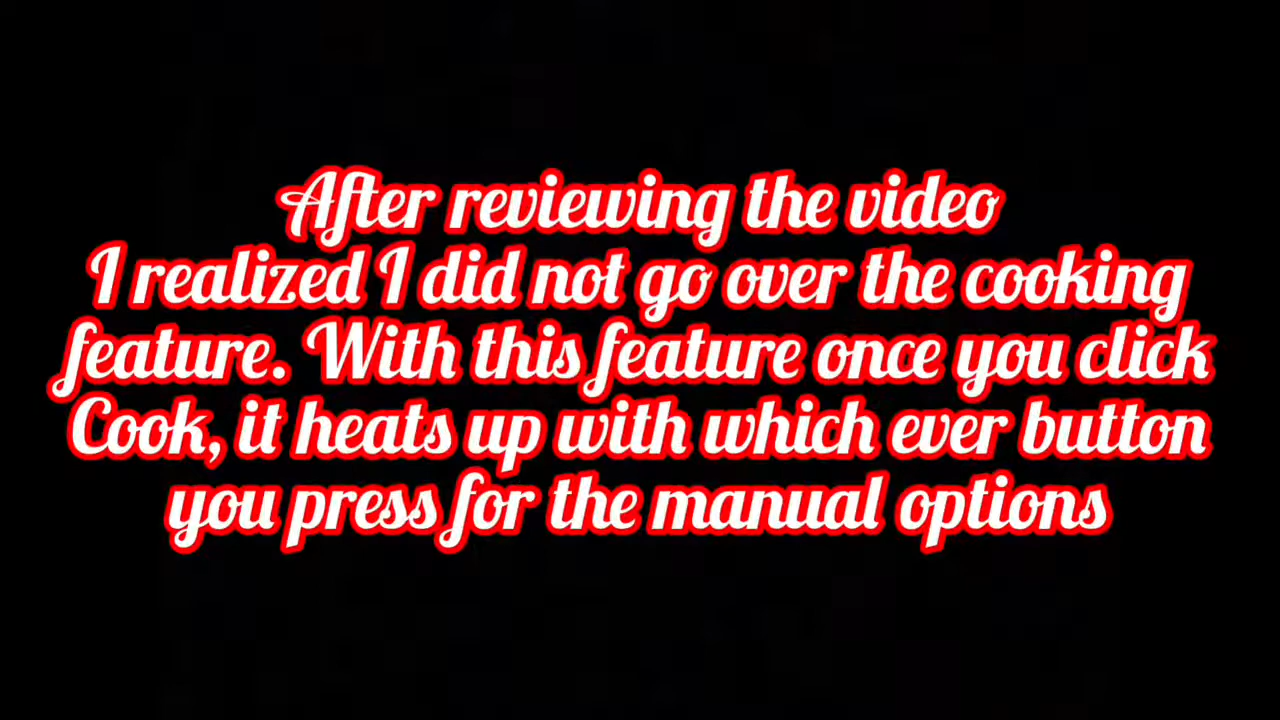 After reviewing the video
I realized I did not go over the cooking
feature. With this feature once you click
Cook, it heats up with which ever button
you press for the manual options